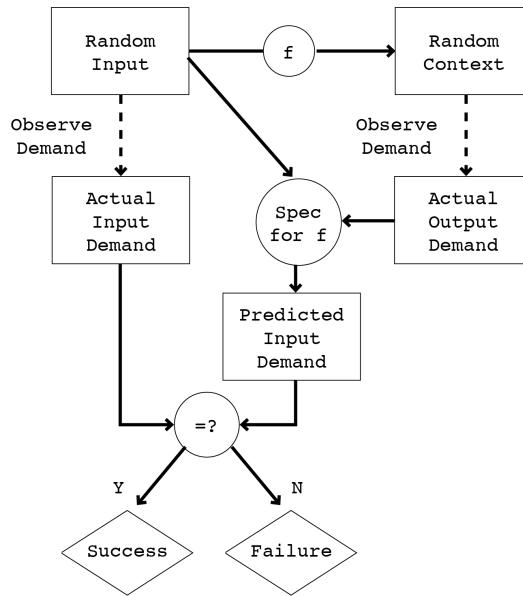 Random
Input
f
Random
Context
Observe
Demand
Observe
Demand
Actual
Input
Demand
Spec
for f
Actual
Output
Demand
Predicted
Input
Demand
=?
Y
N
Success
Failure